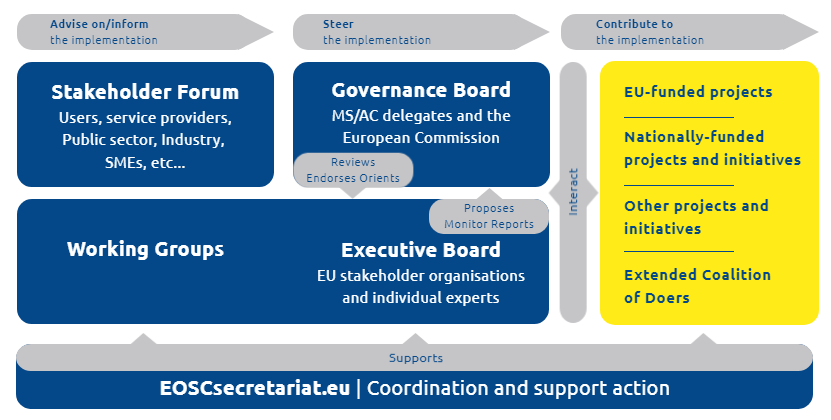 Advise on/inform
the implementation
Steer
the implementation
Contribute to
the implementation
Stakeholder Forum
Users, service providers,
Public sector, Industry,
SMEs, etc...
Governance Board
MS/AC delegates and the
European Commission
Reviews
Endorses Orients
Proposes
Monitor Reports
Working Groups
Executive Board
EU stakeholder organisations
and individual experts
Interact
EU-funded projects
Nationally-funded
projects and initiatives
Other projects and
initiatives
Extended Coalition
of Doers
Supports
EOSCsecretariat.eu | Coordination and support action